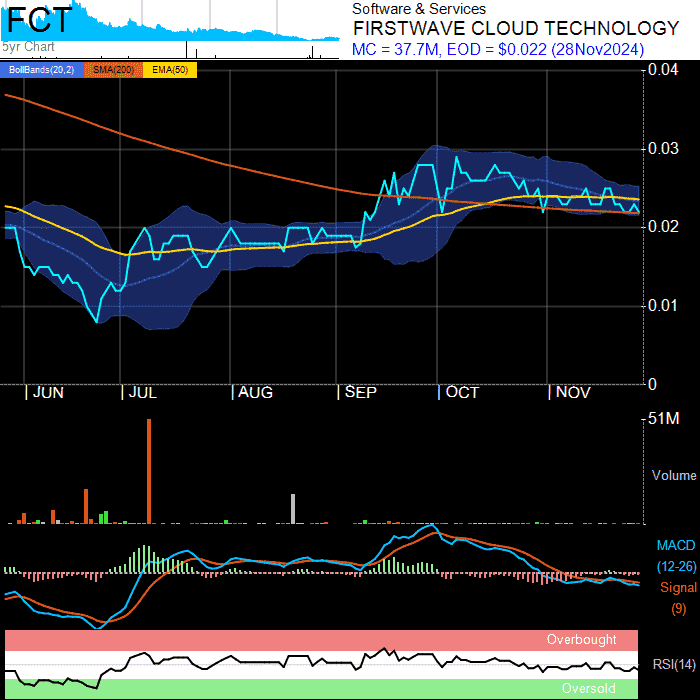 FCT
5yr Chart
Software & Services
FIRSTWAVE CLOUD TECHNOLOGY
MC = 37.7M, EOD = $0.022 (28Nov2024)
BollBands(20,2) SMA(200) EMA(50)
0.04
0.03
0.02
0.01
0
JUN JUL AUG SEP OCT NOV
51M
Volume
MACD
(12-26)
Signal
(9)
Overbought
RSI(14)
Oversold